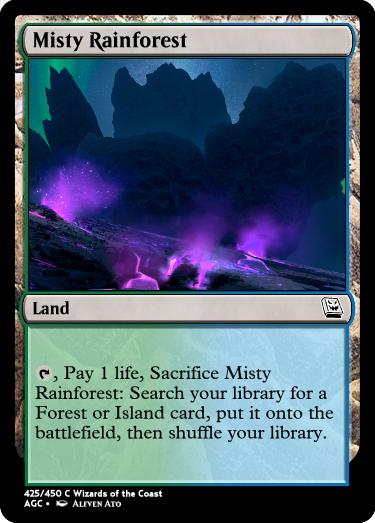 Misty Rainforest
Land
, Pay 1 life, Sacrifice Misty
Rainforest: Search your library for a
Forest or Island card, put it onto the
battlefield, then shuffle your library.
425/450 C Wizards of the Coast
AGC • Aleven Ato